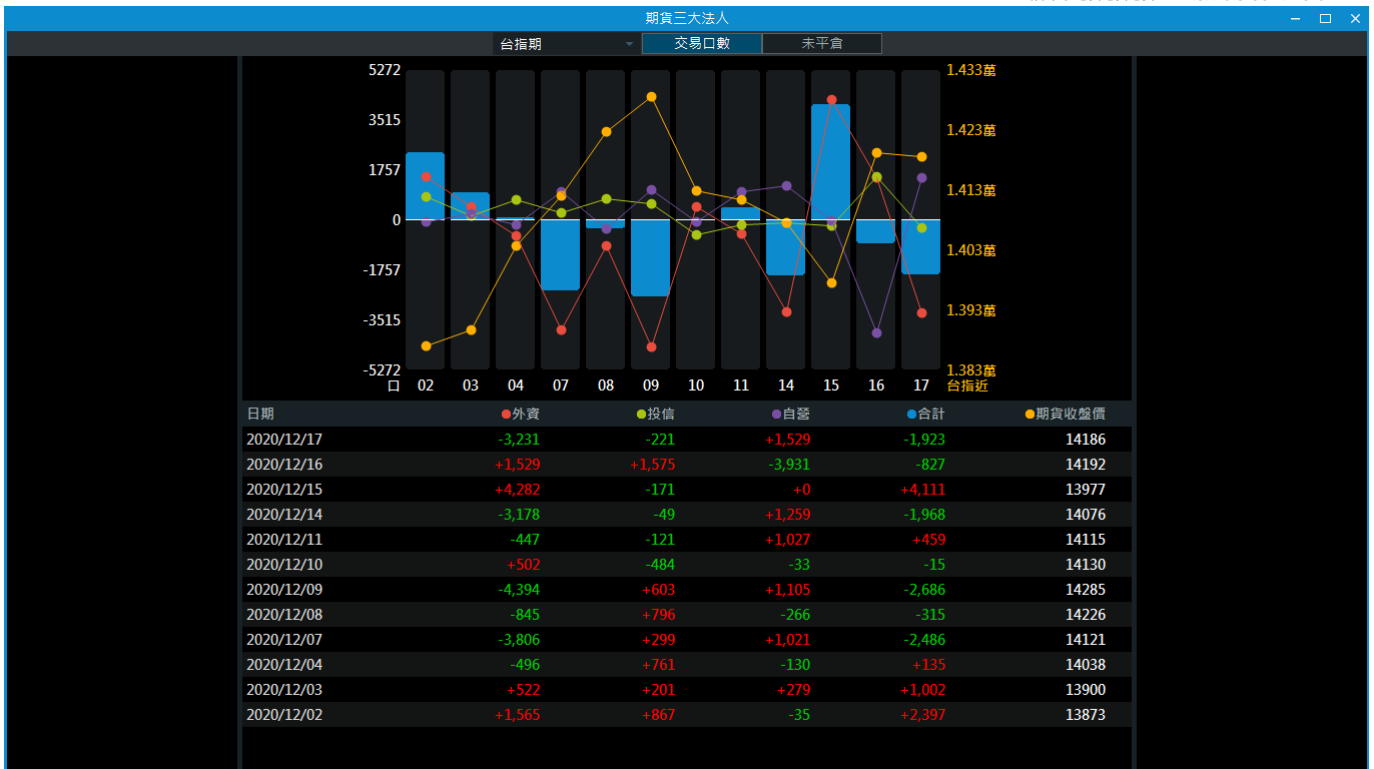 期貨三大法人
台指期 交易口數 未平倉
5272 1.433萬
3515 1.423萬
1757 1.413萬
0
-1757 1.403萬
-3515 1.393萬
-5272 1.383萬
口 02 03 04 07 08 09 10 11 14 15 16 17 台指近
日期 外資 投信 自營 合計 期貨收盤價
2020/12/17 -3,231 -221 +1,529 -1,923 14186
2020/12/16 +1,529 +1,575 -3,931 -827 14192
2020/12/15 +4,282 -171 +0 +4,111 13977
2020/12/14 -3,178 -49 +1,259 -1,968 14076
2020/12/11 -447 -121 +1,027 +459 14115
2020/12/10 +502 -484 -33 -15 14130
2020/12/09 -4,394 +603 +1,105 -2,686 14285
2020/12/08 -845 +796 -266 -315 14226
2020/12/07 -3,806 +299 +1,021 -2,486 14121
2020/12/04 -496 +761 -130 +135 14038
2020/12/03 +522 +201 +279 +1,002 13900
2020/12/02 +1,565 +867 -35 +2,397 13873